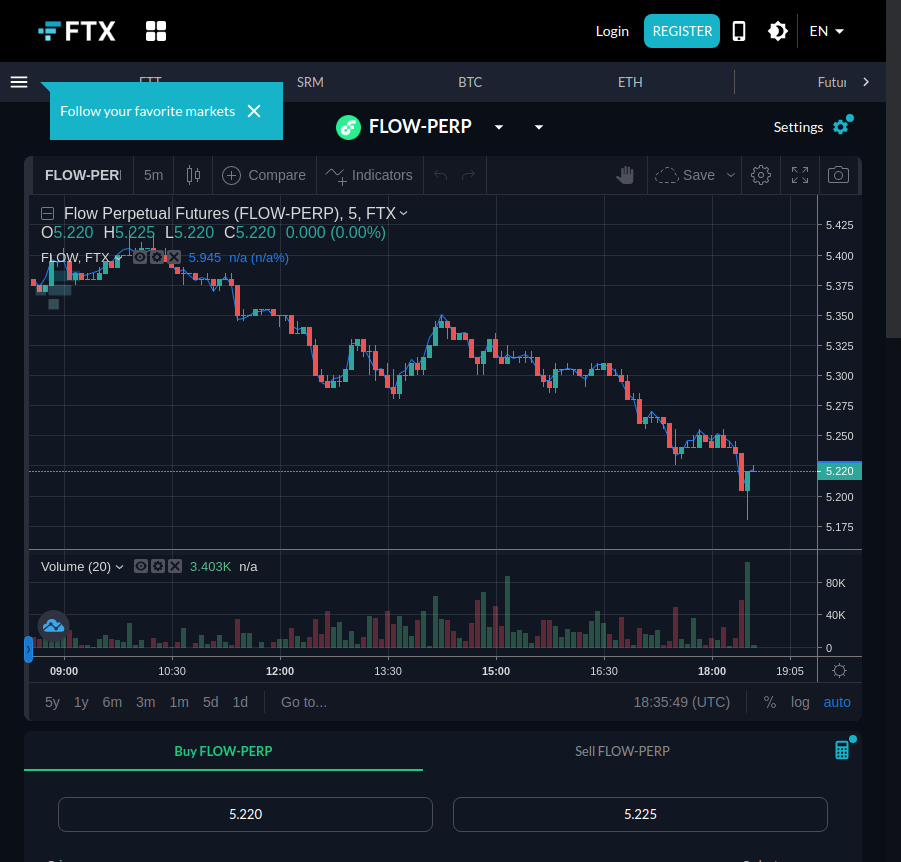 FTX
Login
REGISTER
EN
FTT
SRM
BTC
ETH
Futur
Follow your favorite markets
FLOW-PERP
Settings
FLOW-PER
5m
Compare
Indicators
Save
Flow Perpetual Futures (FLOW-PERP), 5, FTX
O5.220 H5.225 L5.220 C5.220 0.000 (0.00%)
FLOW, FTX 5.945 n/a (n/a%)
5.425
5.400
5.375
5.350
5.325
5.300
5.275
5.250
5.220
5.200
5.175
Volume (20) 3.403K n/a
80K
40K
0
09:00 10:30 12:00 13:30 15:00 16:30 18:00 19:05
5y 1y 6m 3m 1m 5d 1d Go to... 18:35:49 (UTC) % log auto
Buy FLOW-PERP
Sell FLOW-PERP
5.220
5.225